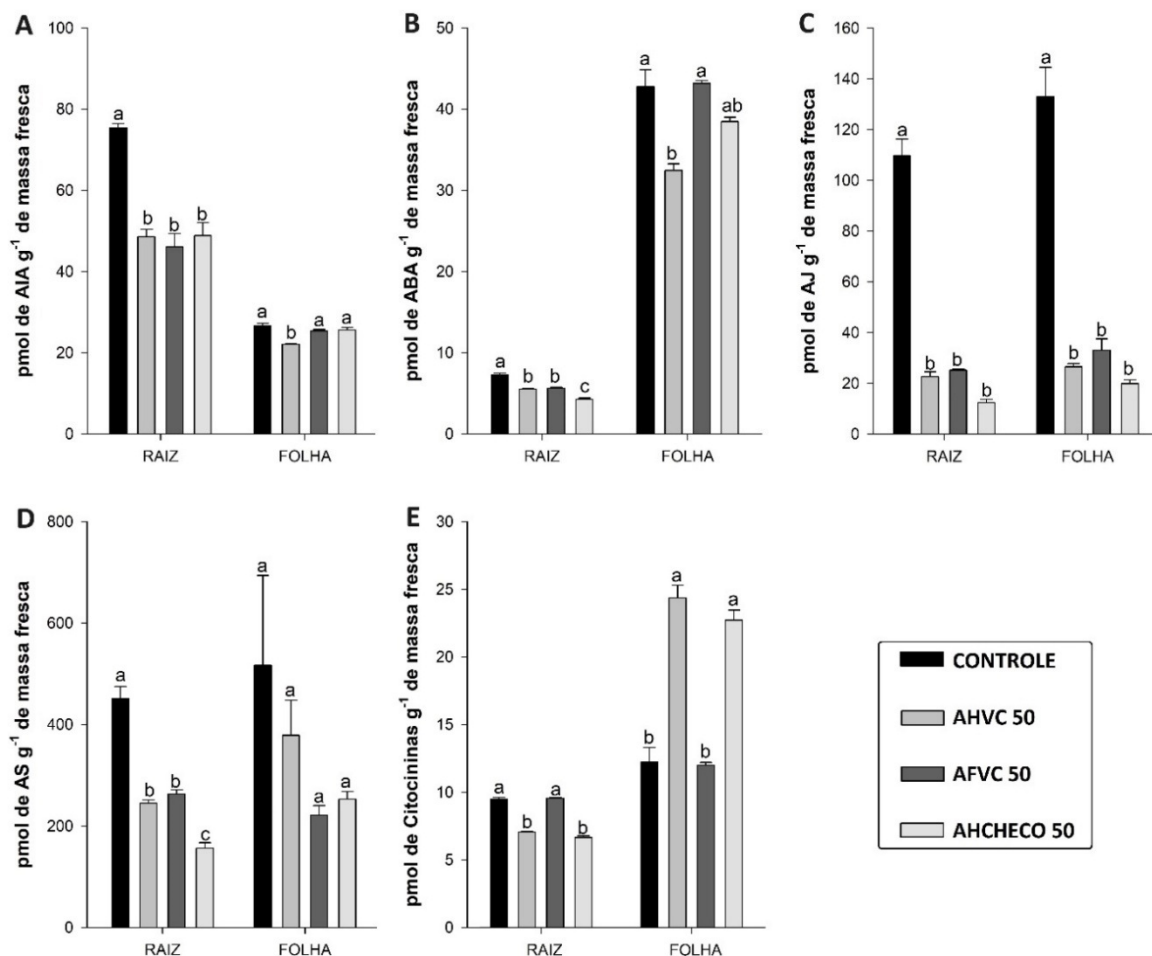 A
pmol de AIA g⁻¹ de massa fresca
100
80
60
40
20
0
a
b
b
b
a
b
a
a
RAIZ
FOLHA
B
pmol de ABA g⁻¹ de massa fresca
50
40
30
20
10
0
a
b
b
c
a
b
a
ab
RAIZ
FOLHA
C
pmol de AJ g⁻¹ de massa fresca
160
140
120
100
80
60
40
20
0
a
b
b
b
a
b
b
b
RAIZ
FOLHA
D
pmol de AS g⁻¹ de massa fresca
800
600
400
200
0
a
b
b
c
a
a
a
a
RAIZ
FOLHA
E
pmol de Citocininas g⁻¹ de massa fresca
30
25
20
15
10
5
0
a
b
a
b
b
a
b
a
RAIZ
FOLHA
CONTROLE
AHVC 50
AFVC 50
AHCHECO 50